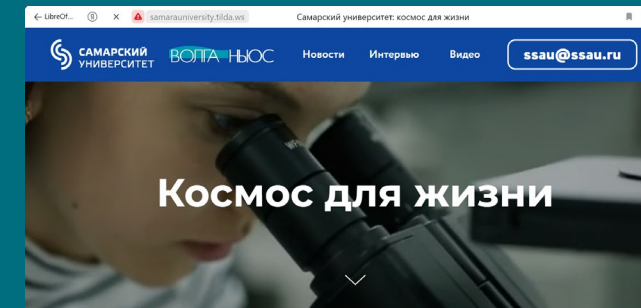 ← LibreOf... Я × samarauniversity.tilda.ws Самарский университет: космос для жизни
САМАРСКИЙ УНИВЕРСИТЕТ
ВОЛГА НЬЮС
Новости Интервью Видео ssau@ssau.ru
Космос для жизни